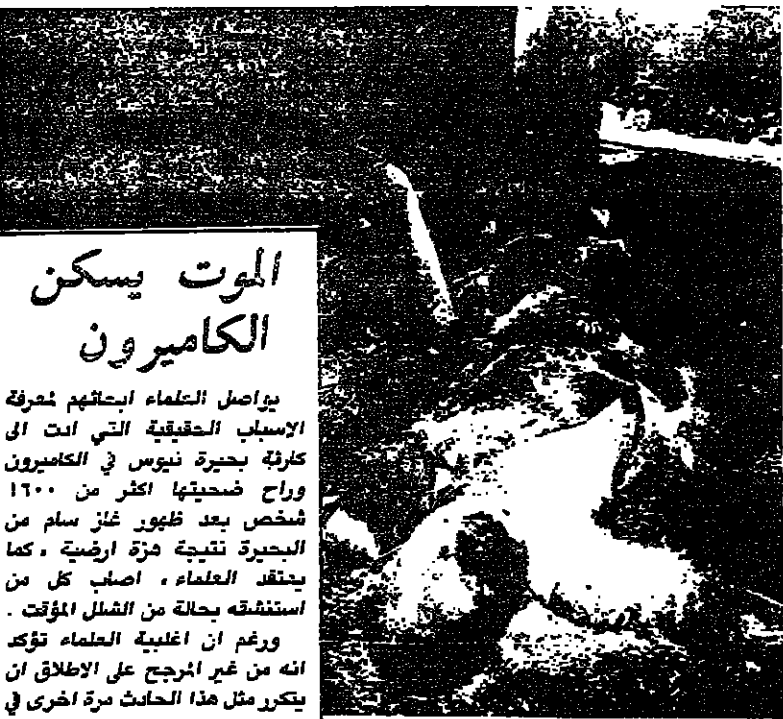 الموت يسكن
الكاميرون
يواصل العلماء ابحاثهم لمعرفة
الاسباب الحقيقية التي ادت الى
كارثة بحيرة نيوس في الكاميرون
وراح ضحيتها اكثر من ١٦٠٠
شخص بعد ظهور غاز سام من
البحيرة نتيجة هزة ارضية ، كما
يعتقد العلماء ، اصاب كل من
استنشقه بحالة من الشلل المؤقت .
ورغم ان اغلبية العلماء تؤكد
انه من غير المرجح على الاطلاق ان
يتكرر مثل هذا الحادث مرة اخرى في